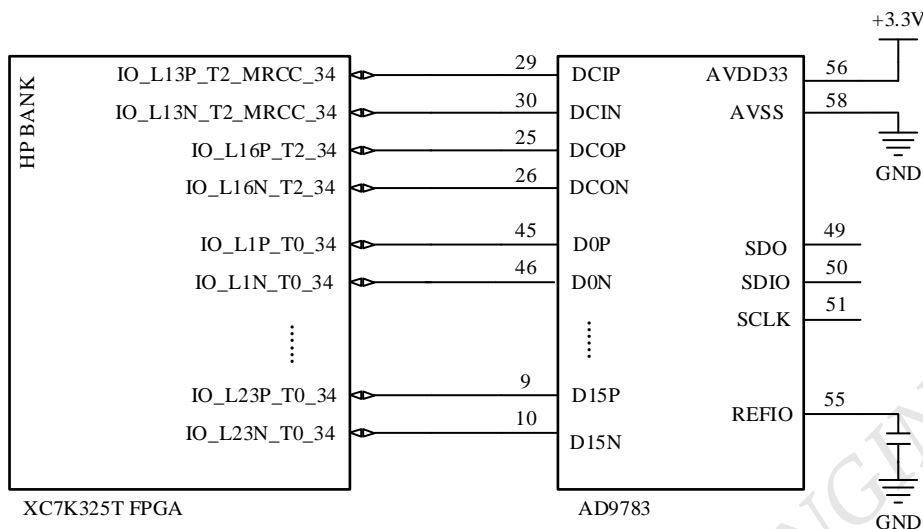 +3.3V
HP BANK
IO_L13P_T2_MRCC_34 29 DCIP AVDD33 56
IO_L13N_T2_MRCC_34 30 DCIN AVSS 58
IO_L16P_T2_34 25 DCOP
GND
IO_L16N_T2_34 26 DCON
IO_L1P_T0_34 45 D0P SDO 49
IO_L1N_T0_34 46 D0N SDIO 50
SCLK 51
IO_L23P_T0_34 9 D15P REFIO 55
IO_L23N_T0_34 10 D15N
XC7K325T FPGA AD9783 GND